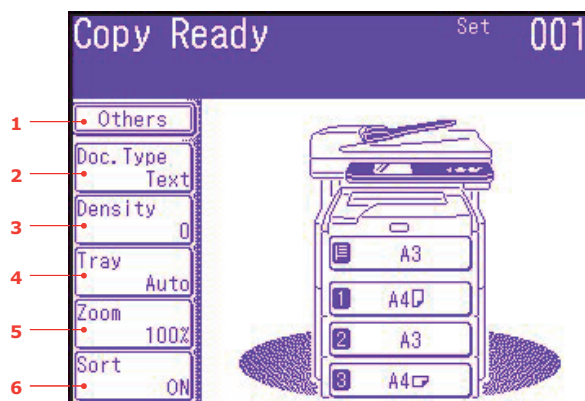 Copy Ready
Set 001
1 Others
2 Doc.Type
Text
3 Density
0
4 Tray
Auto
5 Zoom
100%
6 Sort
ON
A3
1 A4
2 A3
3 A4